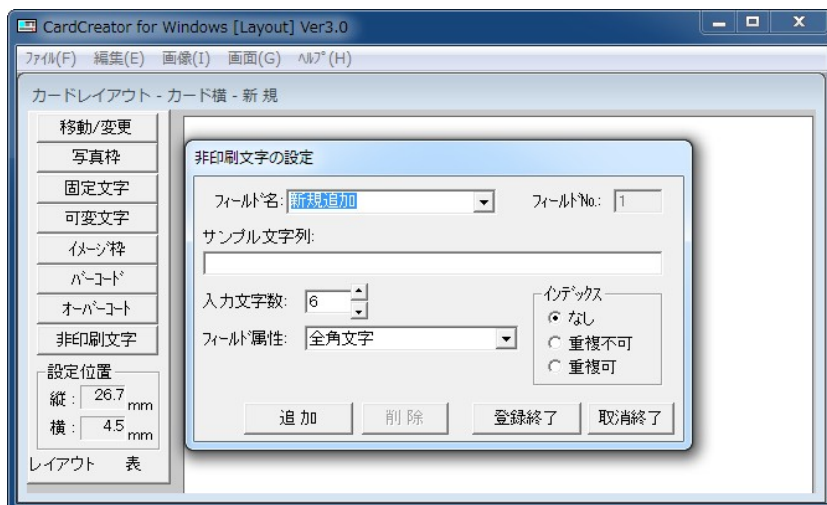 CardCreator for Windows [Layout] Ver3.0
ﾌｧｲﾙ(F) 編集(E) 画像(I) 画面(G) ﾍﾙﾌﾟ(H)
カードレイアウト - カード横 - 新 規
移動/変更
写真枠
固定文字
可変文字
ｲﾒｰｼﾞ枠
ﾊﾞｰｺｰﾄﾞ
ｵｰﾊﾞｰｺｰﾄ
非印刷文字
設定位置
縦 : 26.7 mm
横 : 4.5 mm
レイアウト 表
非印刷文字の設定
ﾌｨｰﾙﾄﾞ名: 新規追加
ﾌｨｰﾙﾄﾞNo.: 1
サンプル文字列:
入力文字数: 6
ﾌｨｰﾙﾄﾞ属性: 全角文字
ｲﾝﾃﾞｯｸｽ
なし
重複不可
重複可
追 加
削 除
登録終了
取消終了